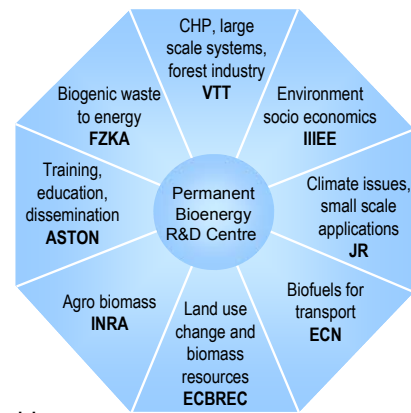 CHP, large
scale systems,
forest industry
VTT
Environment
socio economics
IIIEE
Climate issues,
small scale
applications
JR
Biofuels for
transport
ECN
Land use
change and
biomass
resources
ECBREC
Agro biomass
INRA
Training,
education,
dissemination
ASTON
Biogenic waste
to energy
FZKA
Permanent
Bioenergy
R&D Centre